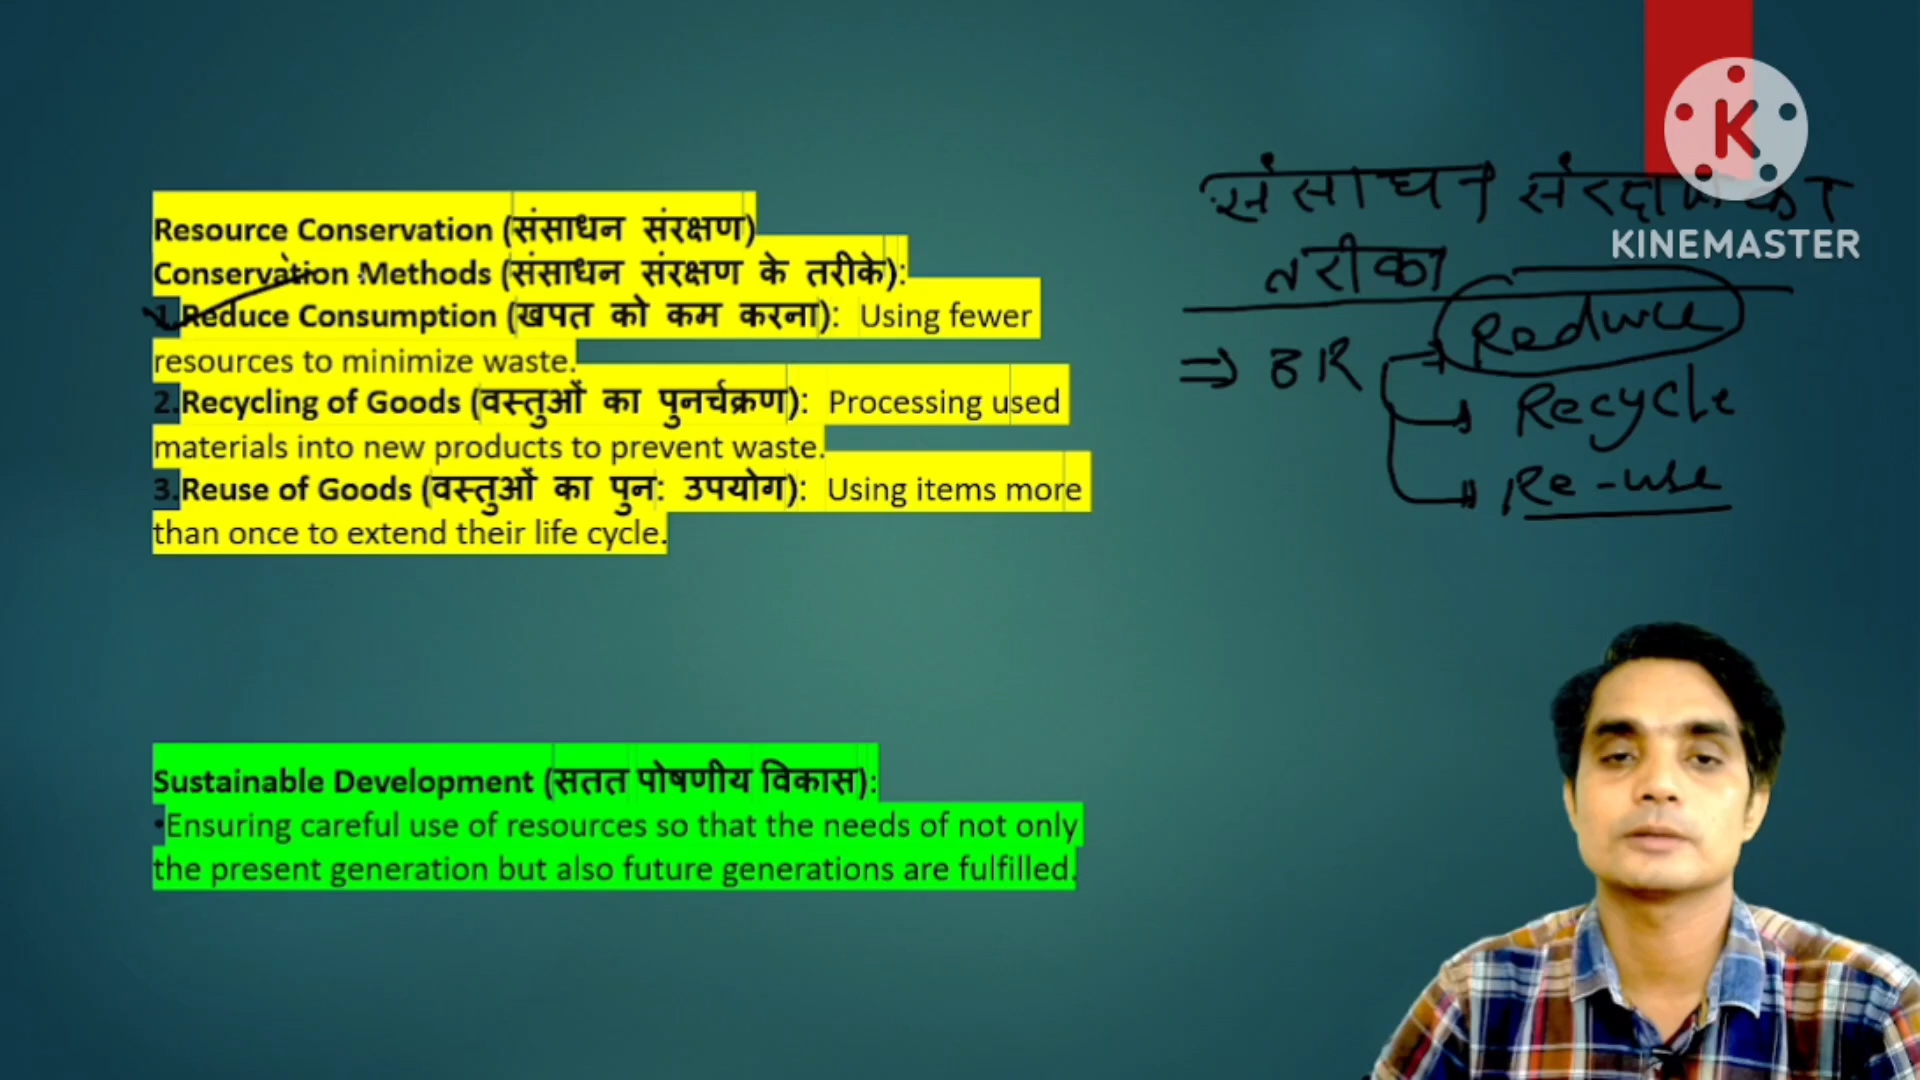 Resource Conservation (संसाधन संरक्षण)
Conservation Methods (संसाधन संरक्षण के तरीके):
1.Reduce Consumption (खपत को कम करना): Using fewer
resources to minimize waste.
2.Recycling of Goods (वस्तुओं का पुनर्चक्रण): Processing used
materials into new products to prevent waste.
3.Reuse of Goods (वस्तुओं का पुन: उपयोग): Using items more
than once to extend their life cycle.
Sustainable Development (सतत पोषणीय विकास):
•Ensuring careful use of resources so that the needs of not only
the present generation but also future generations are fulfilled.
K
KINEMASTER
संसाधन संरक्षण का
तरीका
⇒ 3R → Reduce
→ Recycle
→ Re-use